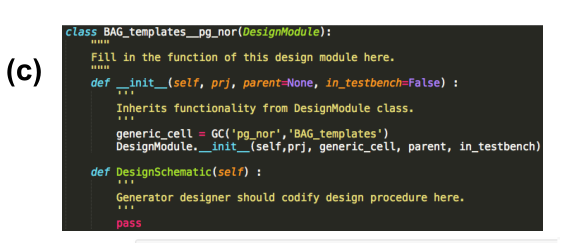 (c)
class BAG_templates__pg_nor(DesignModule):
"""
Fill in the function of this design module here.
"""
def __init__(self, prj, parent=None, in_testbench=False) :
'''
Inherits functionality from DesignModule class.
'''
generic_cell = GC('pg_nor','BAG_templates')
DesignModule.__init__(self,prj, generic_cell, parent, in_testbench)
def DesignSchematic(self) :
'''
Generator designer should codify design procedure here.
'''
pass